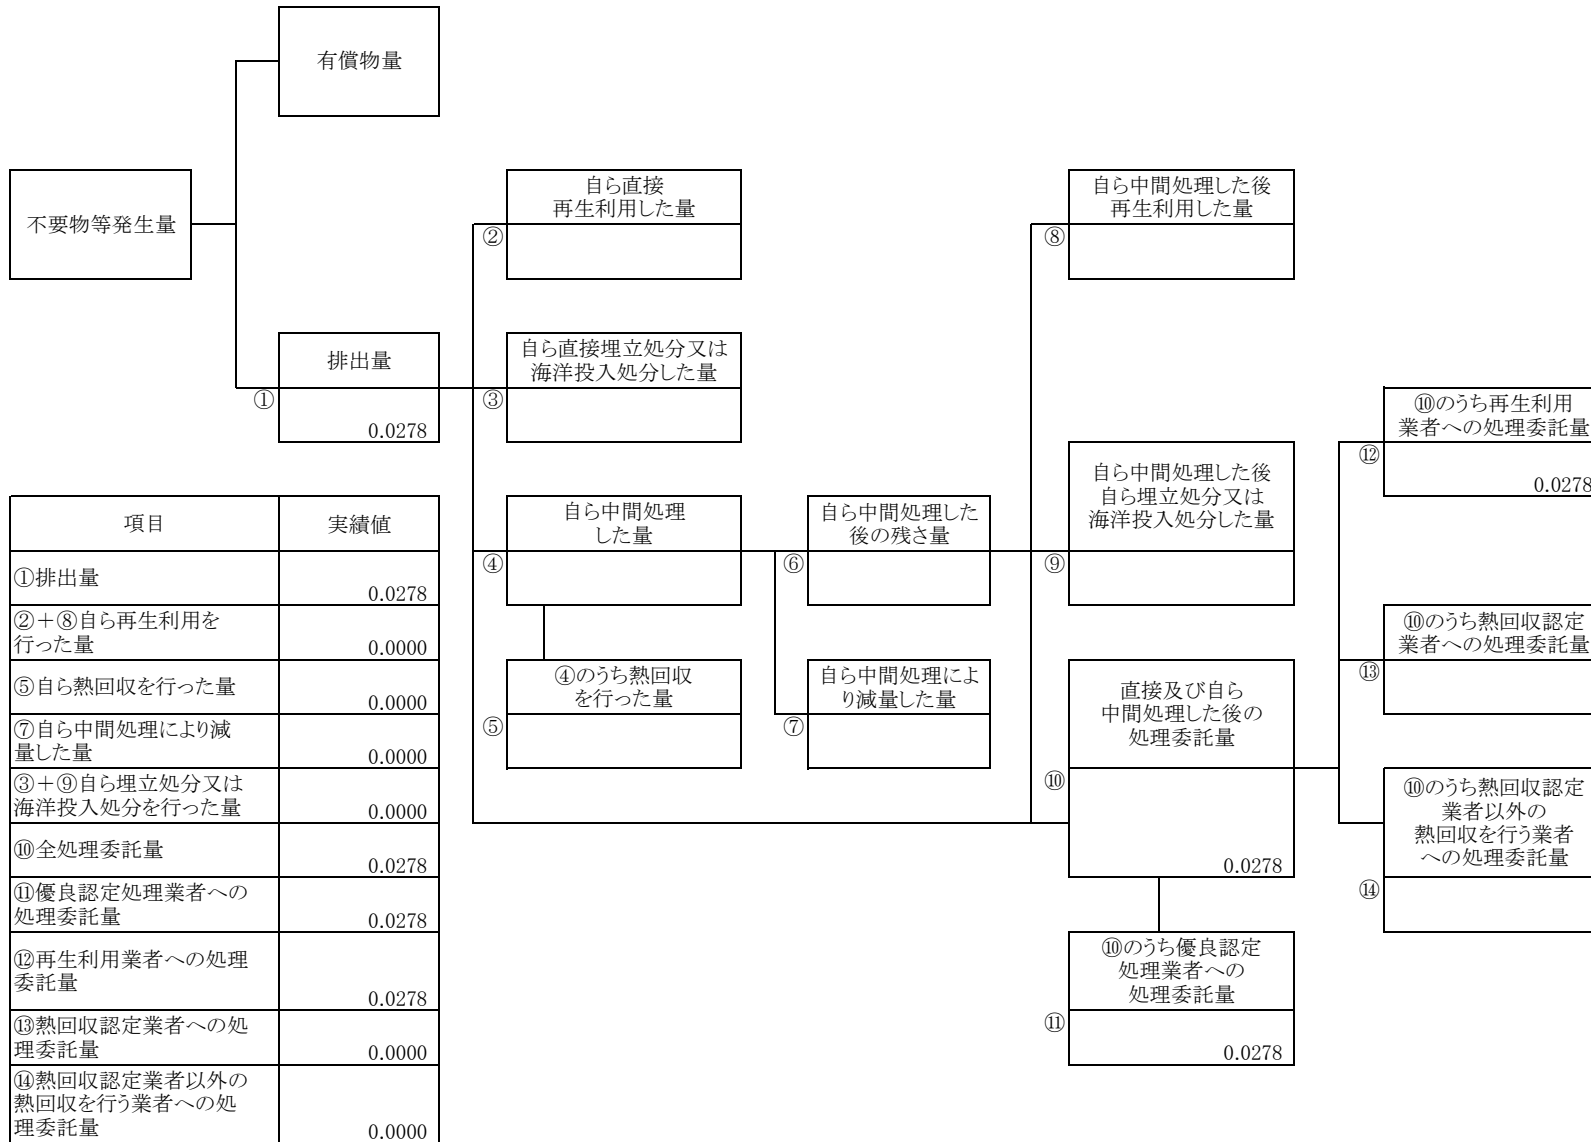 有償物量
不要物等発生量
自ら直接
再生利用した量
②
自ら中間処理した後
再生利用した量
⑧
排出量
①
0.0278
自ら直接埋立処分又は
海洋投入処分した量
③
⑩のうち再生利用
業者への処理委託量
⑫
0.0278
自ら中間処理
した量
④
自ら中間処理した
後の残さ量
⑥
自ら中間処理した後
自ら埋立処分又は
海洋投入処分した量
⑨
④のうち熱回収
を行った量
⑤
自ら中間処理によ
り減量した量
⑦
直接及び自ら
中間処理した後の
処理委託量
⑩
0.0278
⑩のうち熱回収認定
業者への処理委託量
⑬
⑩のうち熱回収認定
業者以外の
熱回収を行う業者
への処理委託量
⑭
⑩のうち優良認定
処理業者への
処理委託量
⑪
0.0278
項目 実績値
①排出量
0.0278
②+⑧自ら再生利用を
行った量 0.0000
⑤自ら熱回収を行った量
0.0000
⑦自ら中間処理により減
量した量 0.0000
③+⑨自ら埋立処分又は
海洋投入処分を行った量 0.0000
⑩全処理委託量
0.0278
⑪優良認定処理業者への
処理委託量 0.0278
⑫再生利用業者への処理
委託量
0.0278
⑬熱回収認定業者への処
理委託量 0.0000
⑭熱回収認定業者以外の
熱回収を行う業者への処
理委託量 0.0000